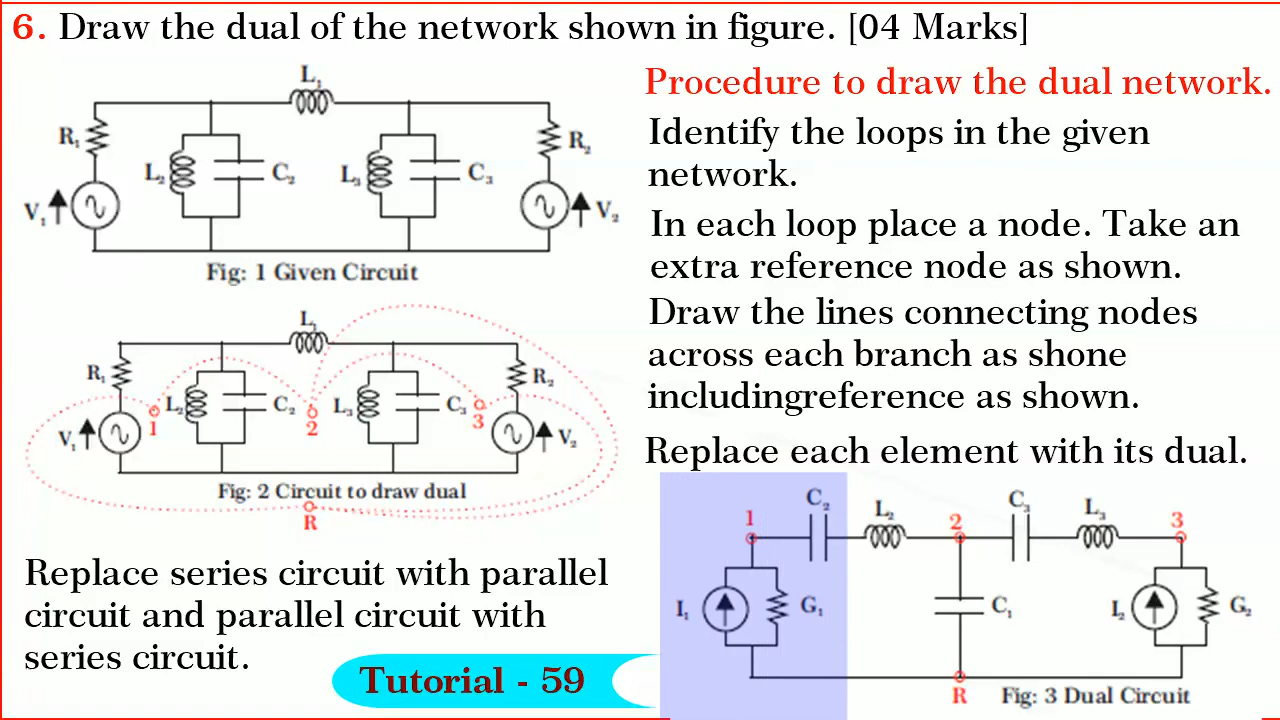 6. Draw the dual of the network shown in figure. [04 Marks]
L₁
R₁
L₂
C₂
L₃
C₃
R₂
V₁
V₂
Fig: 1 Given Circuit
L₁
R₁
L₂
C₂
L₃
C₃
R₂
V₁
V₂
1
2
3
Fig: 2 Circuit to draw dual
R
Replace series circuit with parallel
circuit and parallel circuit with
series circuit.
Tutorial - 59
Procedure to draw the dual network.
Identify the loops in the given
network.
In each loop place a node. Take an
extra reference node as shown.
Draw the lines connecting nodes
across each branch as shone
includingreference as shown.
Replace each element with its dual.
1
C₂
L₂
2
C₃
L₃
3
I₁
G₁
C₁
I₂
G₂
R
Fig: 3 Dual Circuit